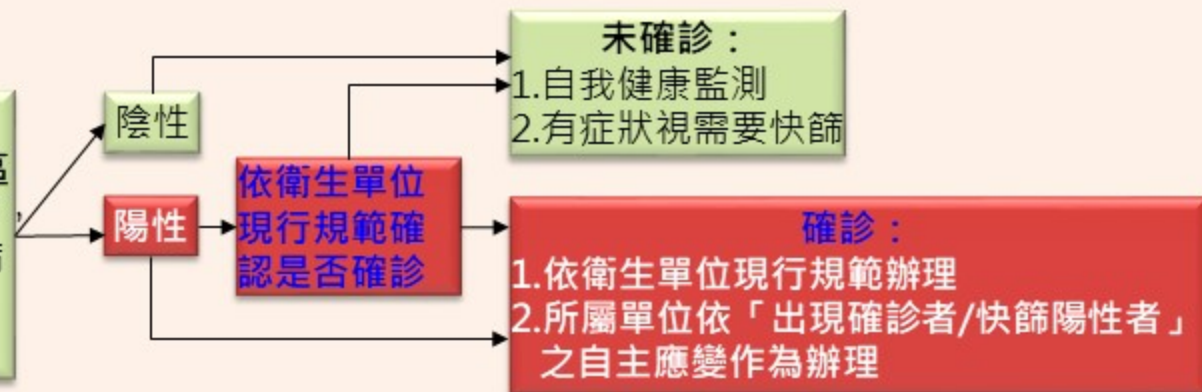 未確診：
1.自我健康監測
2.有症狀視需要快篩
陰性
陽性
依衛生單位
現行規範確
認是否確診
確診：
1.依衛生單位現行規範辦理
2.所屬單位依「出現確診者/快篩陽性者」
之自主應變作為辦理